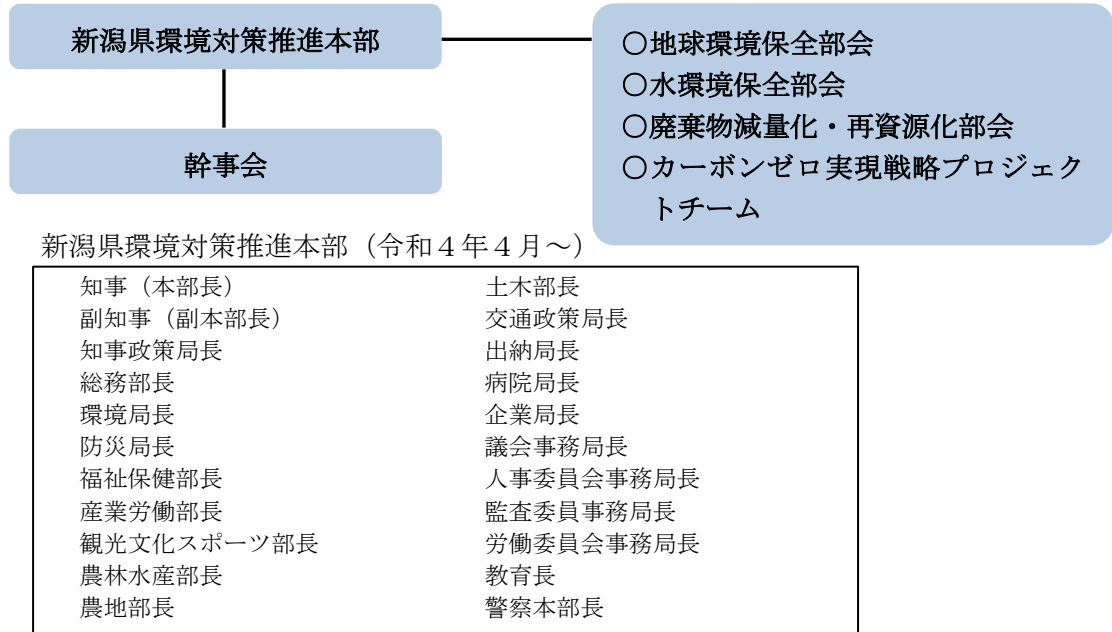 新潟県環境対策推進本部
幹事会
○地球環境保全部会
○水環境保全部会
○廃棄物減量化・再資源化部会
○カーボンゼロ実現戦略プロジェク
トチーム
新潟県環境対策推進本部（令和４年４月～）
知事（本部長）
副知事（副本部長）
知事政策局長
総務部長
環境局長
防災局長
福祉保健部長
産業労働部長
観光文化スポーツ部長
農林水産部長
農地部長
土木部長
交通政策局長
出納局長
病院局長
企業局長
議会事務局長
人事委員会事務局長
監査委員事務局長
労働委員会事務局長
教育長
警察本部長